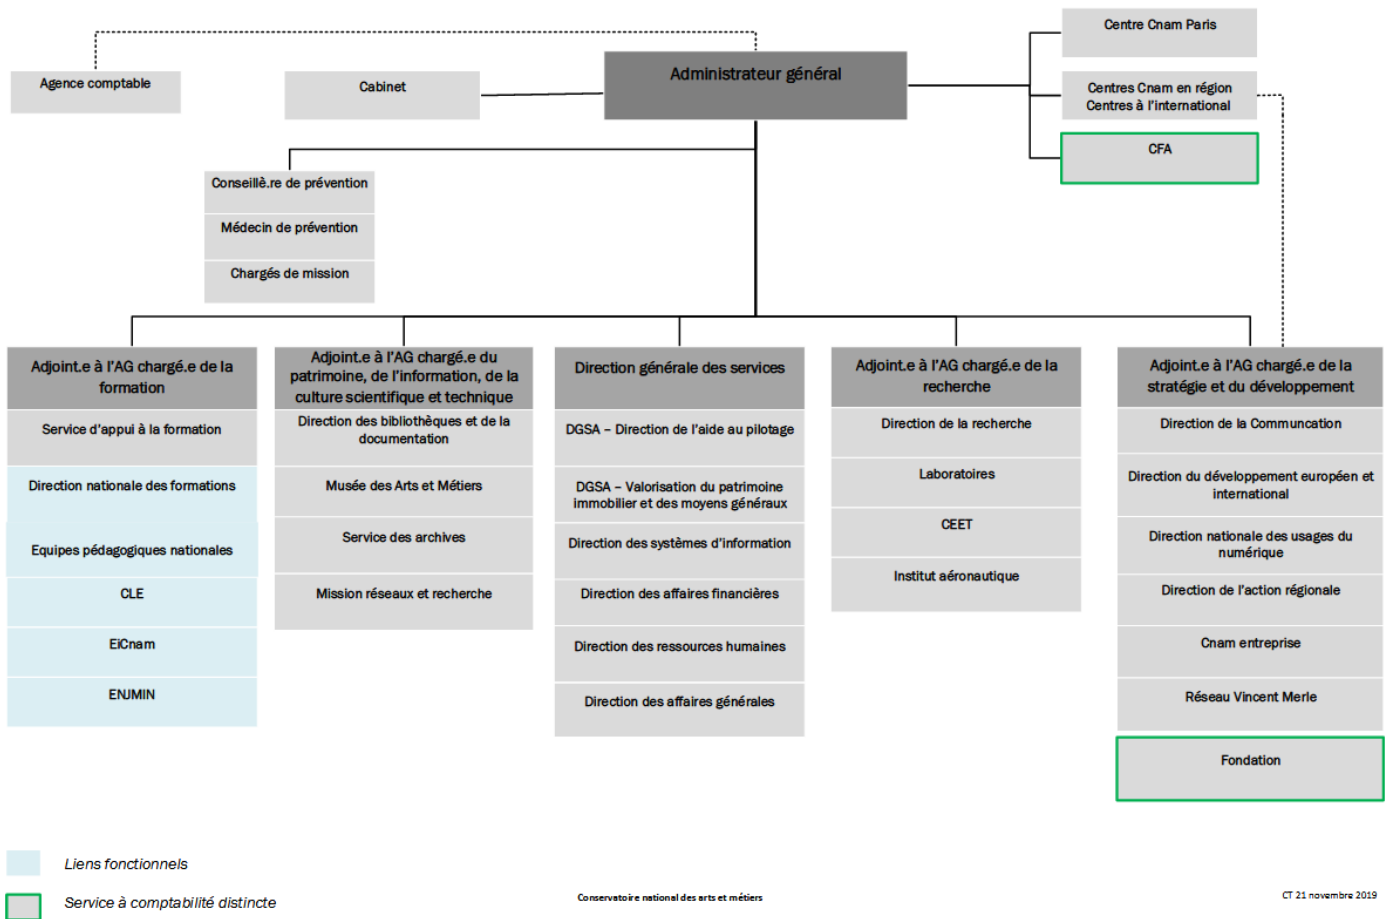 Centre Cnam Paris
Administrateur général
Agence comptable
Cabinet
Centres Cnam en région
Centres à l'international
CFA
Conseillè.re de prévention
Médecin de prévention
Chargés de mission
Adjoint.e à l'AG chargé.e de la
formation
Service d'appui à la formation
Direction nationale des formations
Equipes pédagogiques nationales
CLE
EiCnam
ENJMIN
Adjoint.e à l'AG chargé.e du
patrimoine, de l'information, de la
culture scientifique et technique
Direction des bibliothèques et de la
documentation
Musée des Arts et Métiers
Service des archives
Mission réseaux et recherche
Direction générale des services
DGSA – Direction de l'aide au pilotage
DGSA – Valorisation du patrimoine
immobilier et des moyens généraux
Direction des systèmes d'information
Direction des affaires financières
Direction des ressources humaines
Direction des affaires générales
Adjoint.e à l'AG chargé.e de la
recherche
Direction de la recherche
Laboratoires
CEET
Institut aéronautique
Adjoint.e à l'AG chargé.e de la
stratégie et du développement
Direction de la Communcation
Direction du développement européen et
international
Direction nationale des usages du
numérique
Direction de l'action régionale
Cnam entreprise
Réseau Vincent Merle
Fondation
Liens fonctionnels
Service à comptabilité distincte
Conservatoire national des arts et métiers
CT 21 novembre 2019